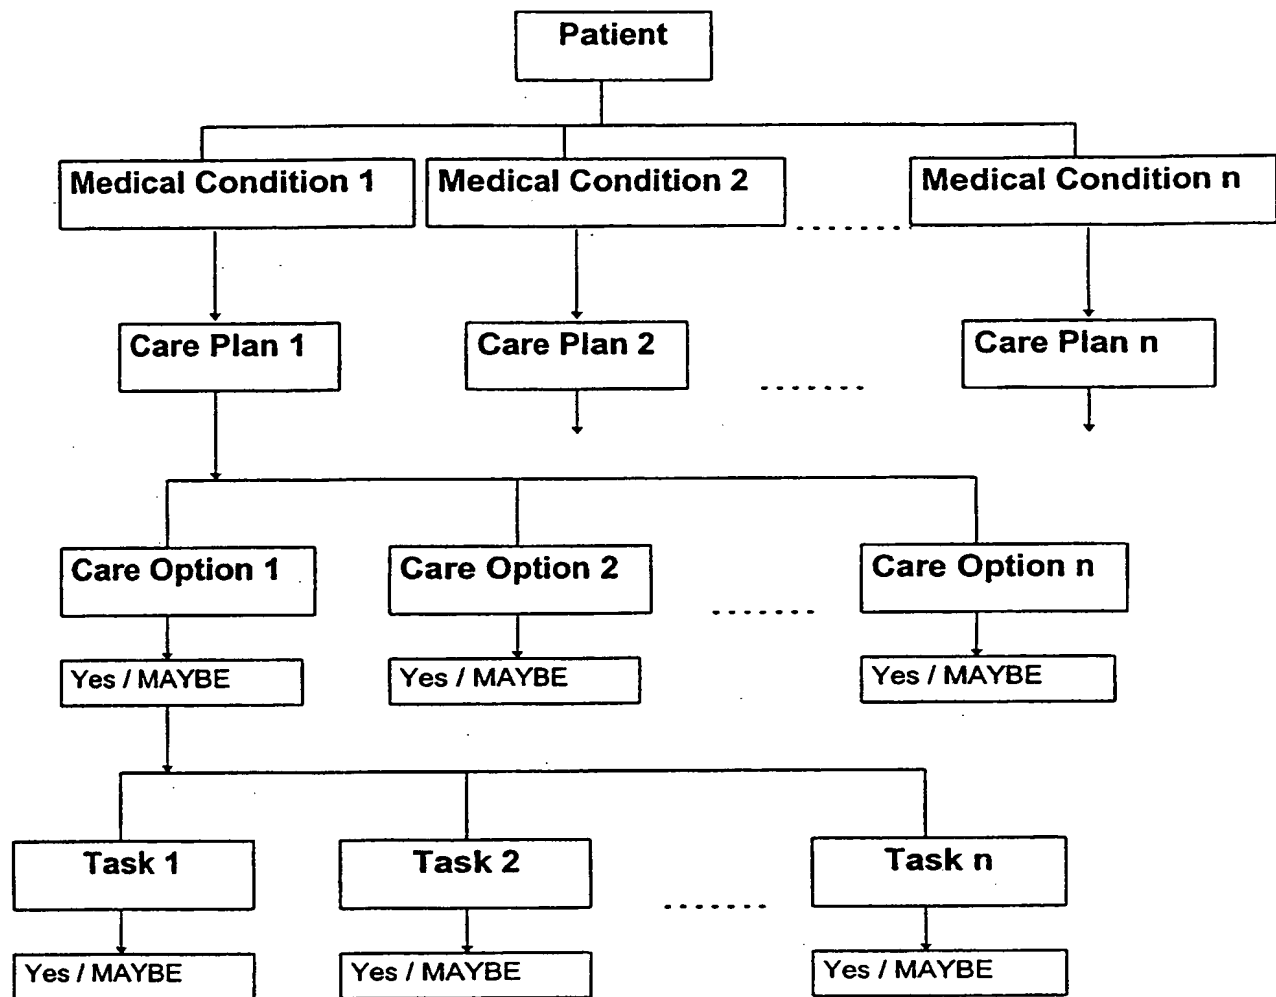 Patient
Medical Condition 1
Medical Condition 2
Medical Condition n
Care Plan 1
Care Plan 2
Care Plan n
Care Option 1
Care Option 2
Care Option n
Yes / MAYBE
Yes / MAYBE
Yes / MAYBE
Task 1
Task 2
Task n
Yes / MAYBE
Yes / MAYBE
Yes / MAYBE